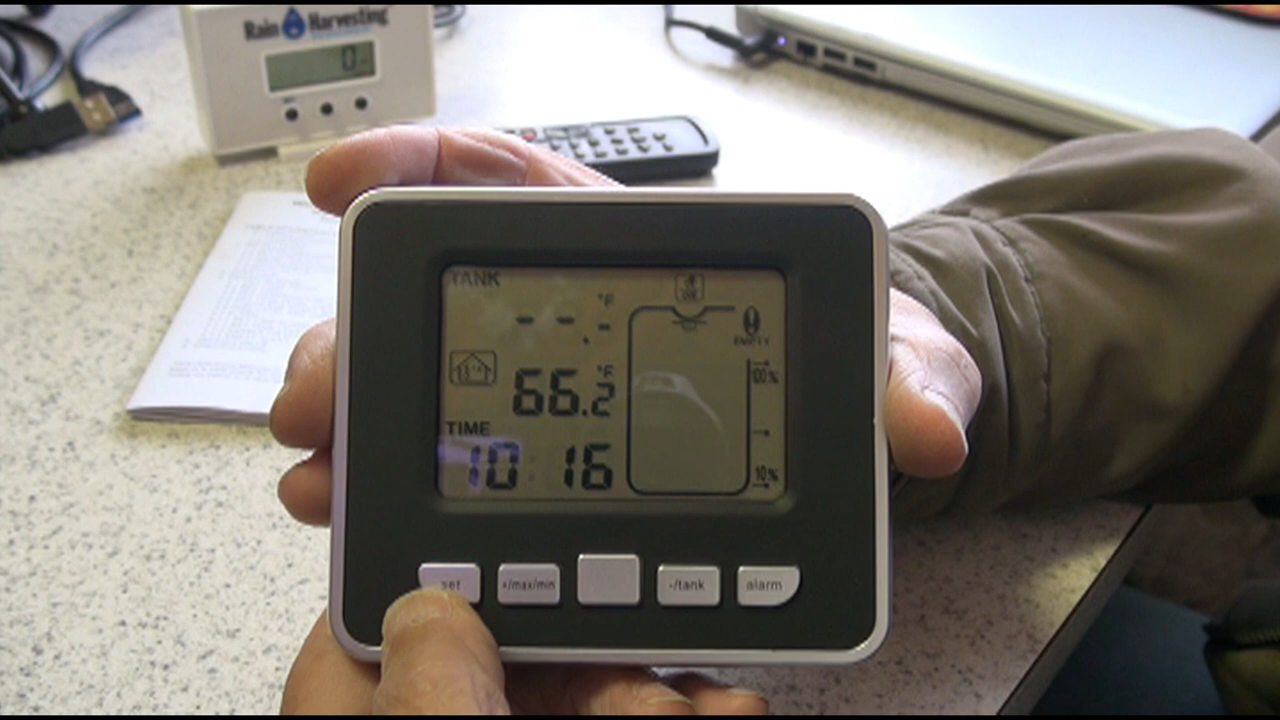 Rain Harvesting
0
TANK
°F
--.-
EMPTY
°F
66.2
100%
TIME
10:16
10%
set
+/max/min
-/tank
alarm